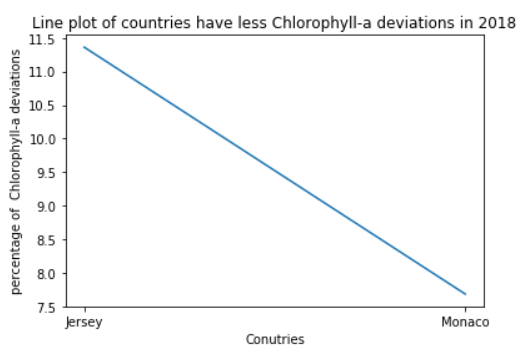 Line plot of countries have less Chlorophyll-a deviations in 2018
percentage of Chlorophyll-a deviations
11.5
11.0
10.5
10.0
9.5
9.0
8.5
8.0
7.5
Jersey Monaco
Conutries